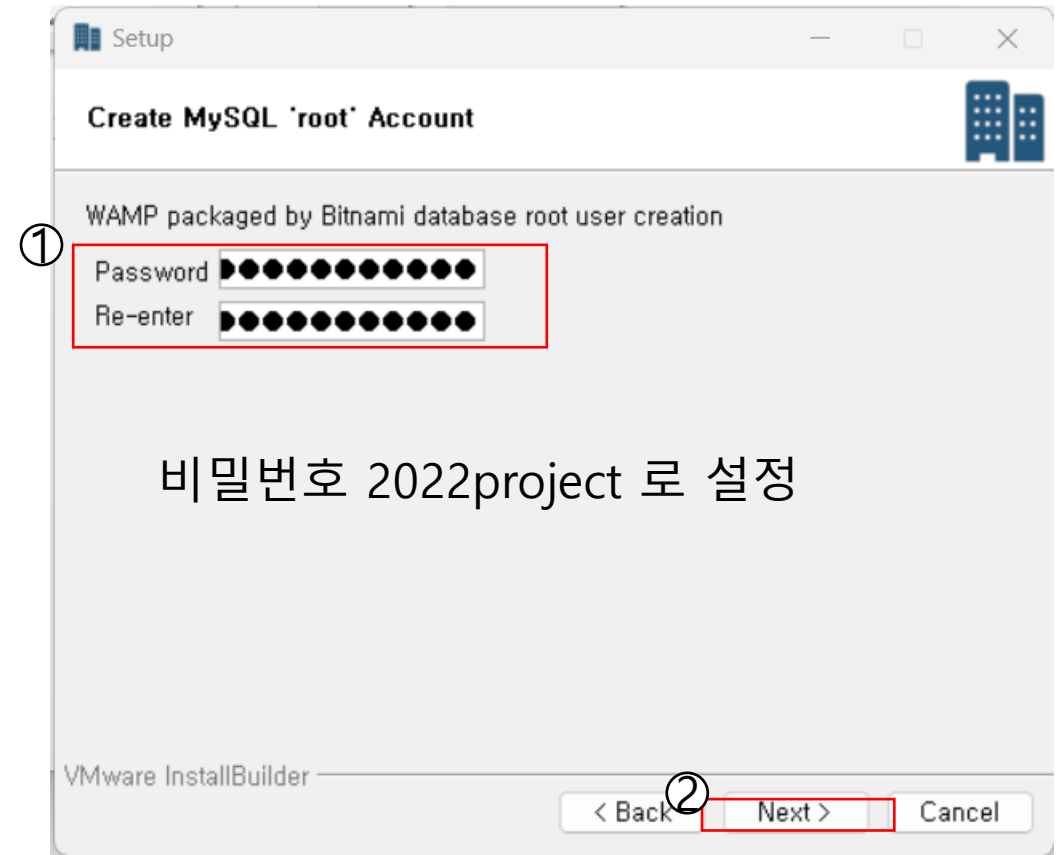 Setup
Create MySQL 'root' Account
WAMP packaged by Bitnami database root user creation
①
Password ●●●●●●●●●●●
Re-enter ●●●●●●●●●●●
비밀번호 2022project 로 설정
VMware InstallBuilder
②
< Back Next > Cancel